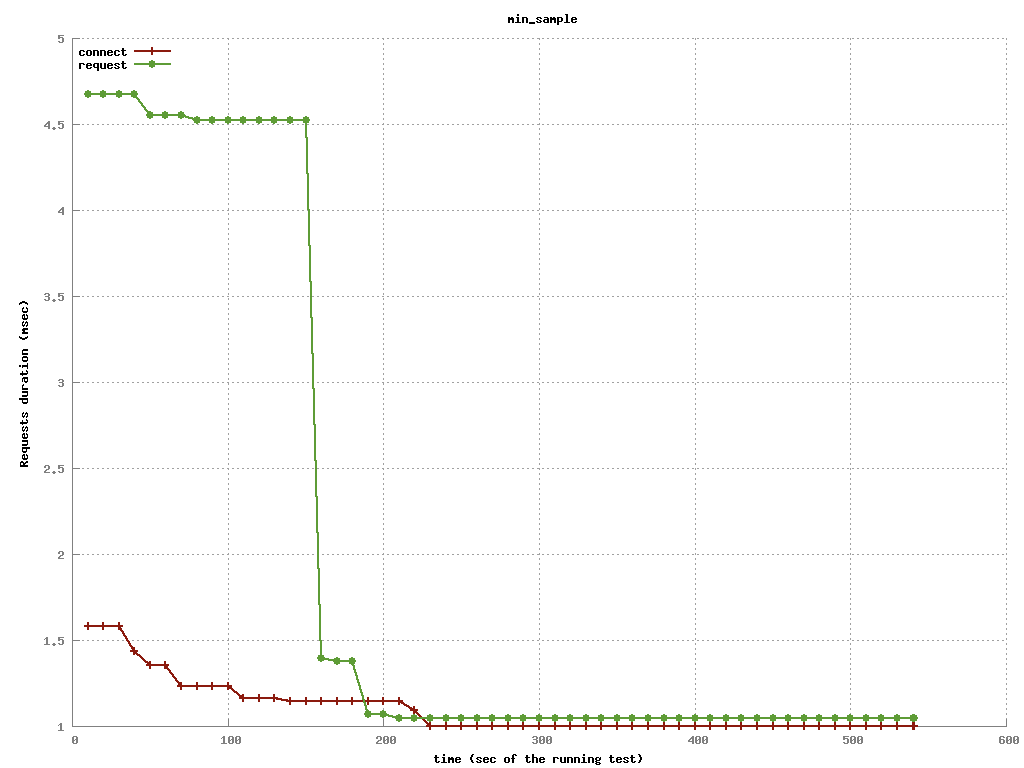 min_sample
connect
request
5
4.5
4
3.5
3
2.5
2
1.5
1
Requests duration (msec)
0 100 200 300 400 500 600
time (sec of the running test)